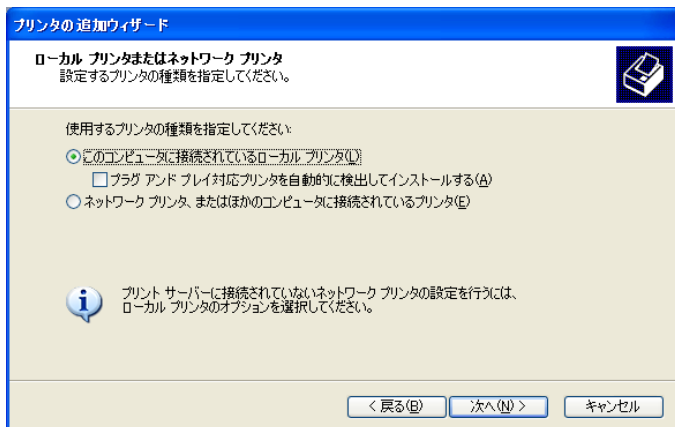 プリンタの追加ウィザード
ローカル プリンタまたはネットワーク プリンタ
設定するプリンタの種類を指定してください。
使用するプリンタの種類を指定してください:
このコンピュータに接続されているローカル プリンタ(L)
プラグ アンド プレイ対応プリンタを自動的に検出してインストールする(A)
ネットワーク プリンタ、またはほかのコンピュータに接続されているプリンタ(E)
プリント サーバーに接続されていないネットワーク プリンタの設定を行うには、
ローカル プリンタのオプションを選択してください。
< 戻る(B) 次へ(N) > キャンセル